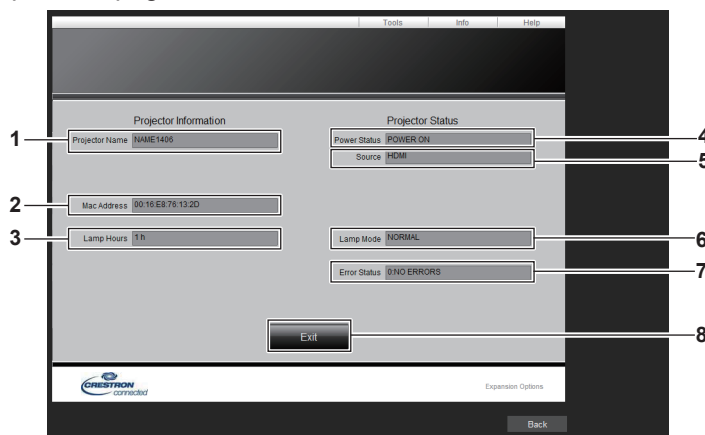 Tools Info Help
Projector Information Projector Status
1 Projector Name NAME1406 Power Status POWER ON 4
Source HDMI 5
2 Mac Address 00:16:E8:76:13:2D
3 Lamp Hours 1 h Lamp Mode NORMAL 6
Error Status 0:NO ERRORS 7
Exit 8
CRESTRON
connected
Expansion Options
Back